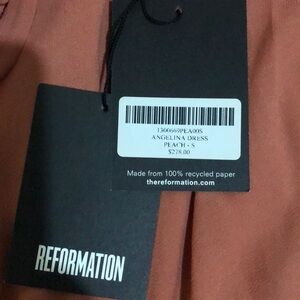 1300669PEA00S
ANGELINA DRESS
PEACH - S
$278.00
Made from 100% recycled paper
thereformation.com
REFORMATION